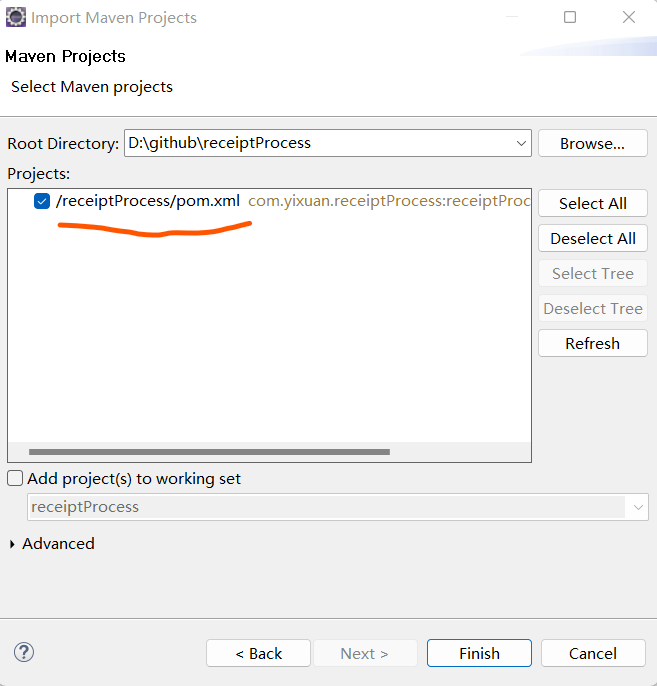 Import Maven Projects
Maven Projects
Select Maven projects
Root Directory: D:\github\receiptProcess Browse...
Projects:
/receiptProcess/pom.xml com.yixuan.receiptProcess:receiptProc
Select All
Deselect All
Select Tree
Deselect Tree
Refresh
Add project(s) to working set
receiptProcess
Advanced
? < Back Next > Finish Cancel